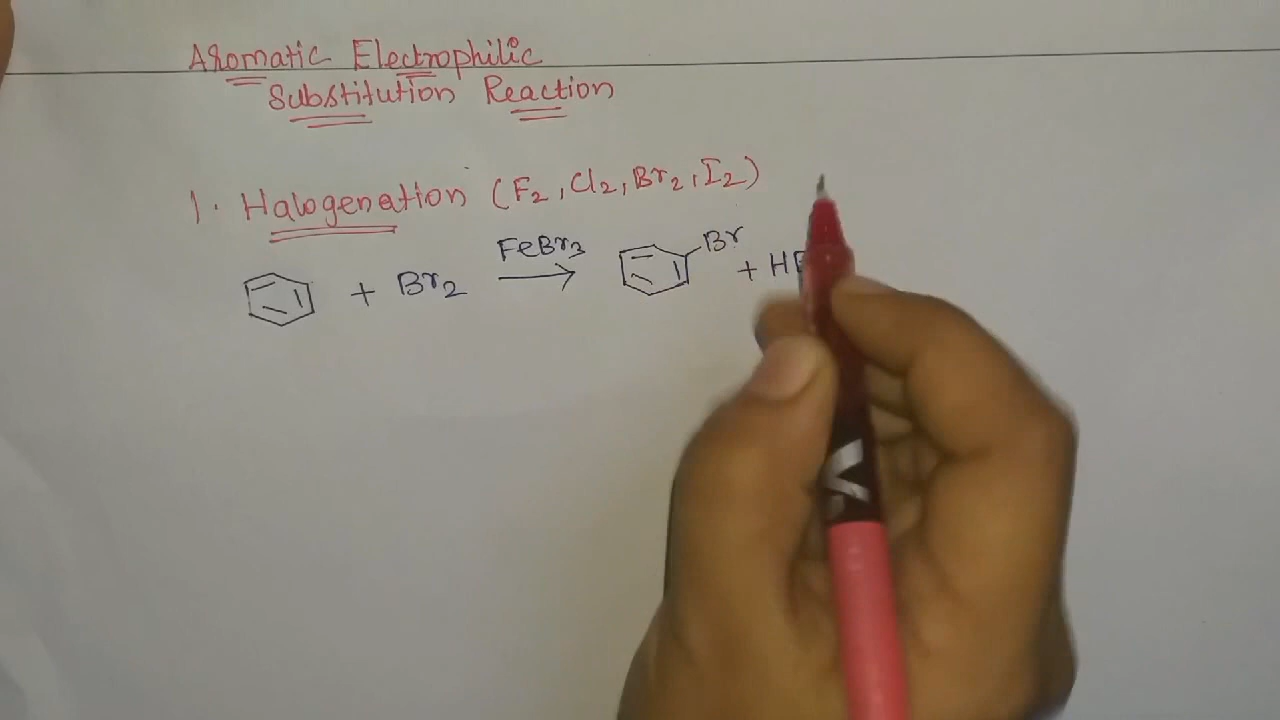 Aromatic Electrophilic
Substitution Reaction
1. Halogenation (F2, Cl2, Br2, I2)
+ Br2 FeBr3 Br + H
V